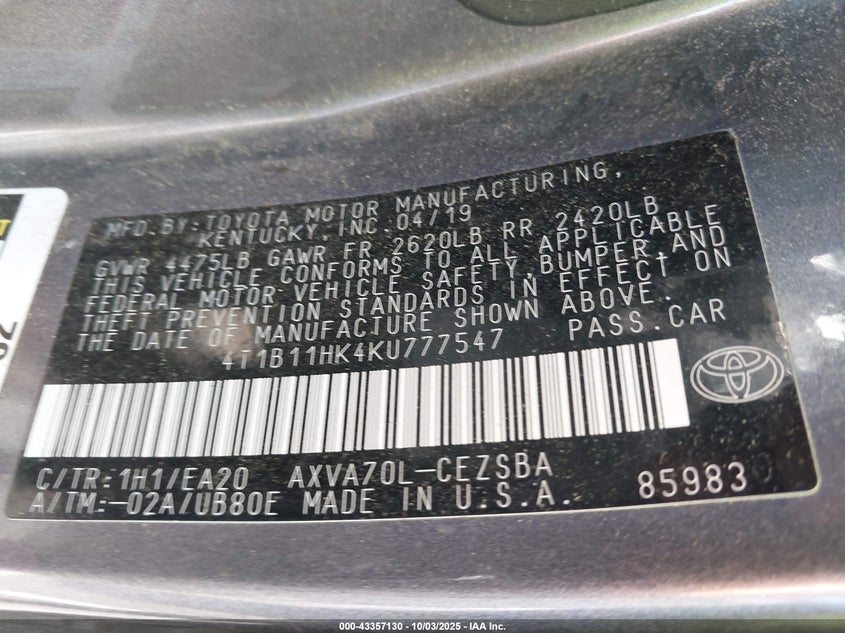 MFD.BY:TOYOTA MOTOR MANUFACTURING,
KENTUCKY,INC.04/19
GVWR 4475LB GAWR FR 2620LB RR 2420LB
THIS VEHICLE CONFORMS TO ALL APPLICABLE
FEDERAL MOTOR VEHICLE SAFETY,BUMPER,AND
THEFT PREVENTION STANDARDS IN EFFECT ON
THE DATE OF MANUFACTURE SHOWN ABOVE.
4T1B11HK4KU777547 PASS.CAR
C/TR:1H1/EA20 AXVA70L-CEZSBA
A/TM:-02A/UB80E MADE IN U.S.A. 85983
000-43357130 - 10/03/2025 - IAA Inc.